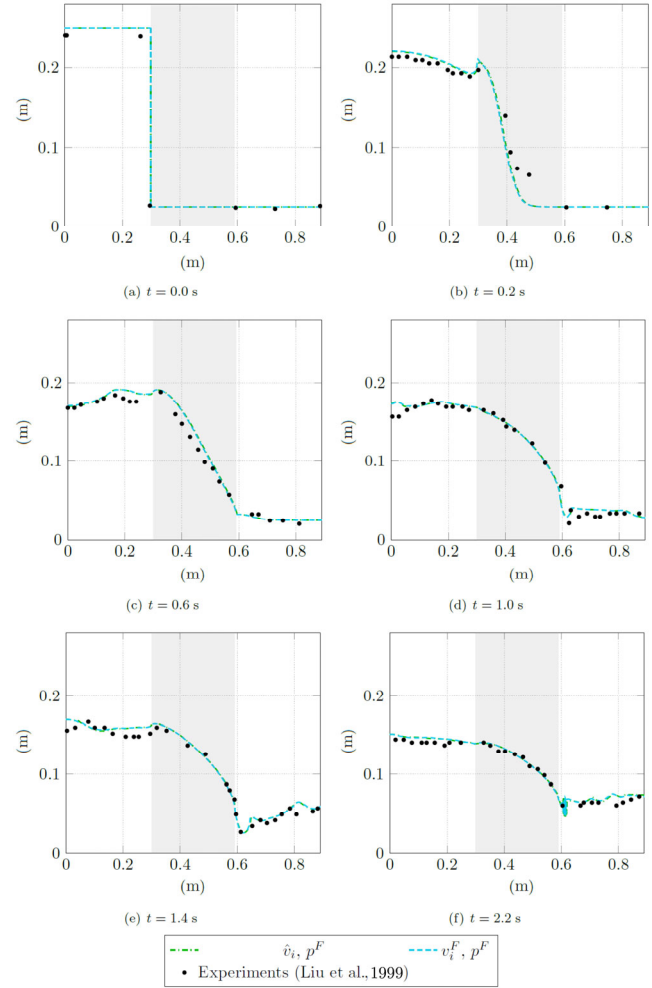 0.2
0.1
0
(m)
0 0.2 0.4 0.6 0.8
(m)
(a) t = 0.0 s
0.2
0.1
0
(m)
0 0.2 0.4 0.6 0.8
(m)
(b) t = 0.2 s
0.2
0.1
0
(m)
0 0.2 0.4 0.6 0.8
(m)
(c) t = 0.6 s
0.2
0.1
0
(m)
0 0.2 0.4 0.6 0.8
(m)
(d) t = 1.0 s
0.2
0.1
0
(m)
0 0.2 0.4 0.6 0.8
(m)
(e) t = 1.4 s
0.2
0.1
0
(m)
0 0.2 0.4 0.6 0.8
(m)
(f) t = 2.2 s
v̂ᵢ, pᶠ
vᵢᶠ, pᶠ
Experiments (Liu et al.,1999)